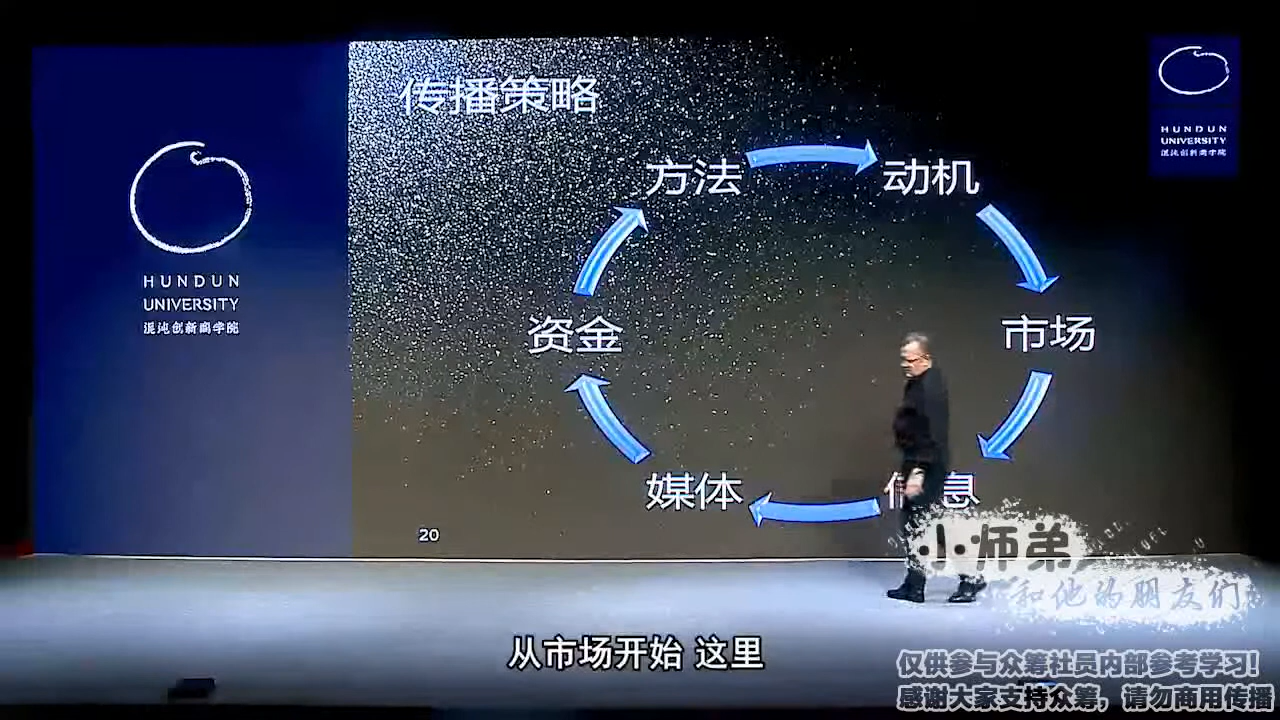 传播策略
HUNDUN
UNIVERSITY
混沌创新商学院
方法
动机
HUNDUN
UNIVERSITY
混沌创新商学院
资金
市场
媒体
信息
20
小师弟
和他的朋友们
从市场开始 这里
仅供参与众筹社员内部参考学习!
感谢大家支持众筹，请勿商用传播